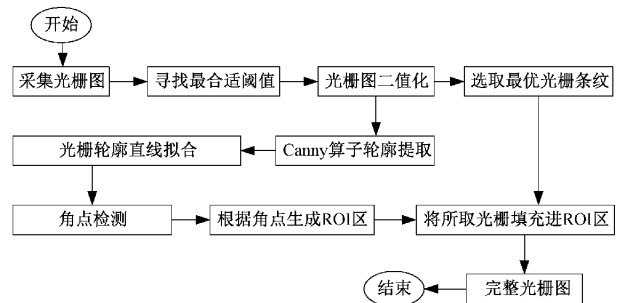 开始
采集光栅图
寻找最合适阈值
光栅图二值化
选取最优光栅条纹
光栅轮廓直线拟合
Canny算子轮廓提取
角点检测
根据角点生成ROI区
将所取光栅填充进ROI区
结束
完整光栅图